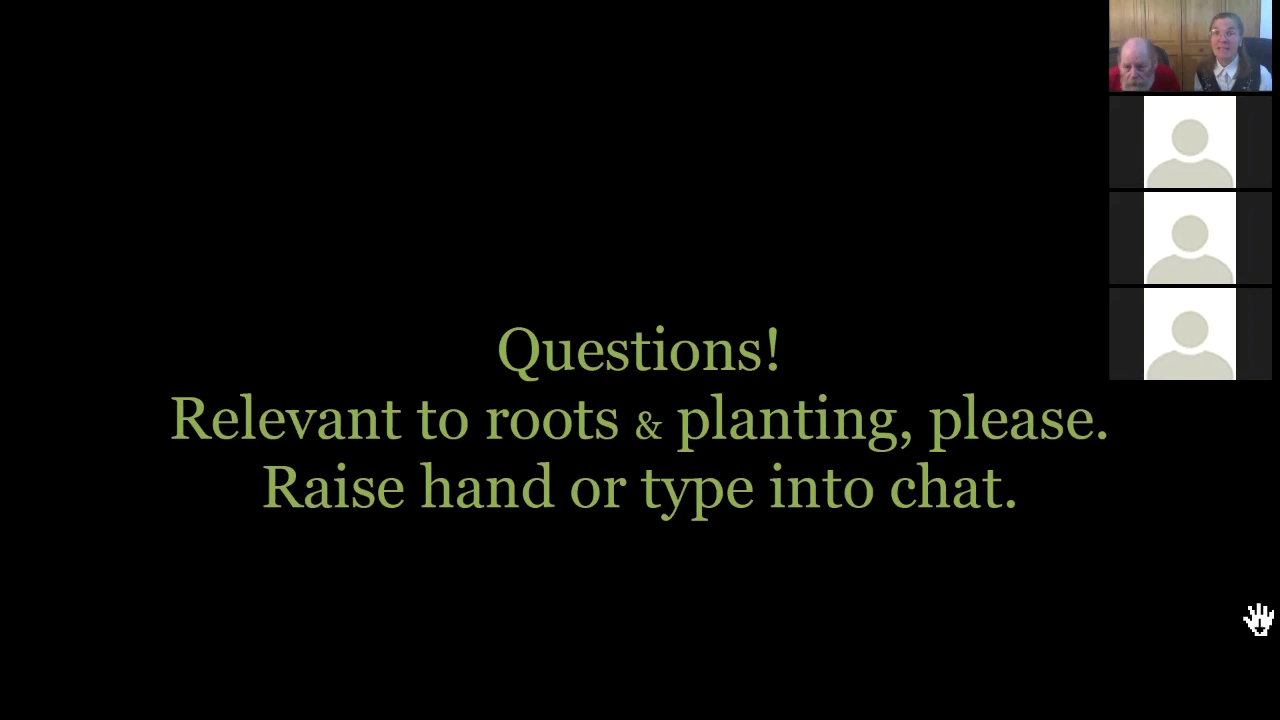 Questions!
Relevant to roots & planting, please.
Raise hand or type into chat.